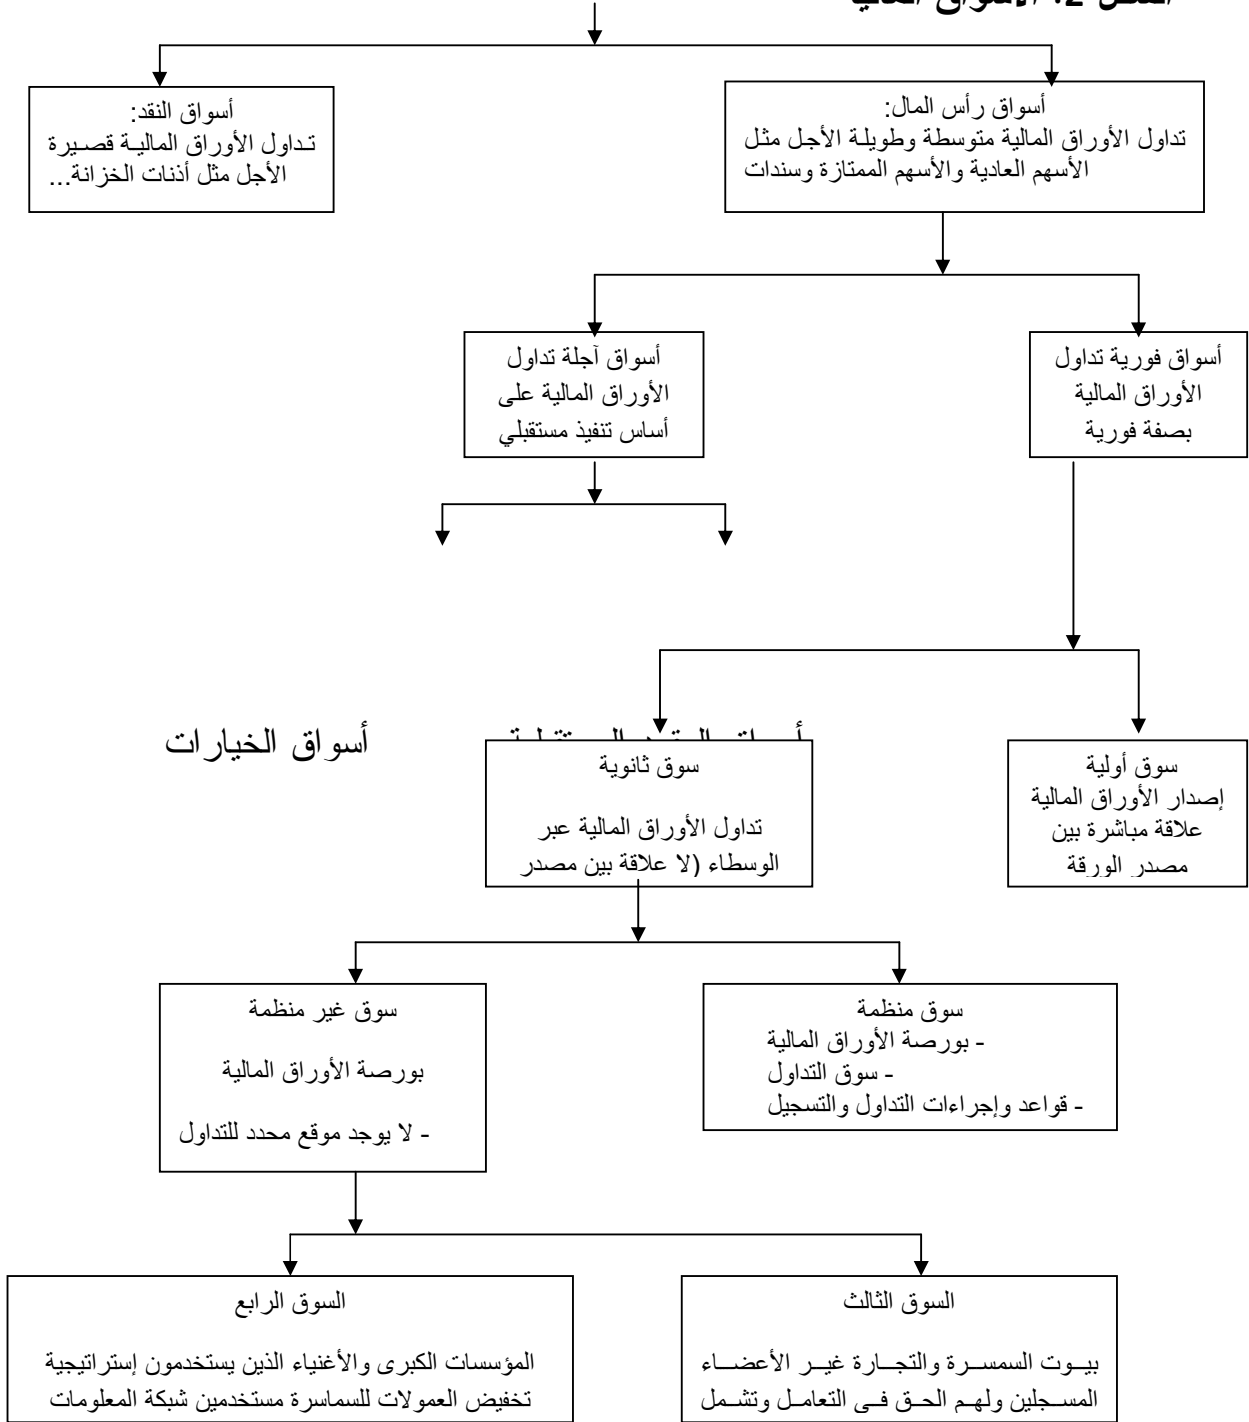 أسواق رأس المال:
تداول الأوراق المالية متوسطة وطويلة الأجل مثل
الأسهم العادية والأسهم الممتازة وسندات
أسواق النقد:
تداول الأوراق المالية قصيرة
الأجل مثل أذنات الخزانة...
أسواق فورية تداول
الأوراق المالية
بصفة فورية
أسواق آجلة تداول
الأوراق المالية على
أساس تنفيذ مستقبلي
أسواق الخيارات
سوق أولية
إصدار الأوراق المالية
علاقة مباشرة بين
مصدر الورقة
سوق ثانوية
تداول الأوراق المالية عبر
الوسطاء (لا علاقة بين مصدر
سوق منظمة
- بورصة الأوراق المالية
- سوق التداول
- قواعد وإجراءات التداول والتسجيل
سوق غير منظمة
بورصة الأوراق المالية
- لا يوجد موقع محدد للتداول
السوق الثالث
بيوت السمسرة والتجارة غير الأعضاء
المسجلين ولهم الحق في التعامل وتشمل
السوق الرابع
المؤسسات الكبرى والأغنياء الذين يستخدمون إستراتيجية
تخفيض العمولات للسماسرة مستخدمين شبكة المعلومات